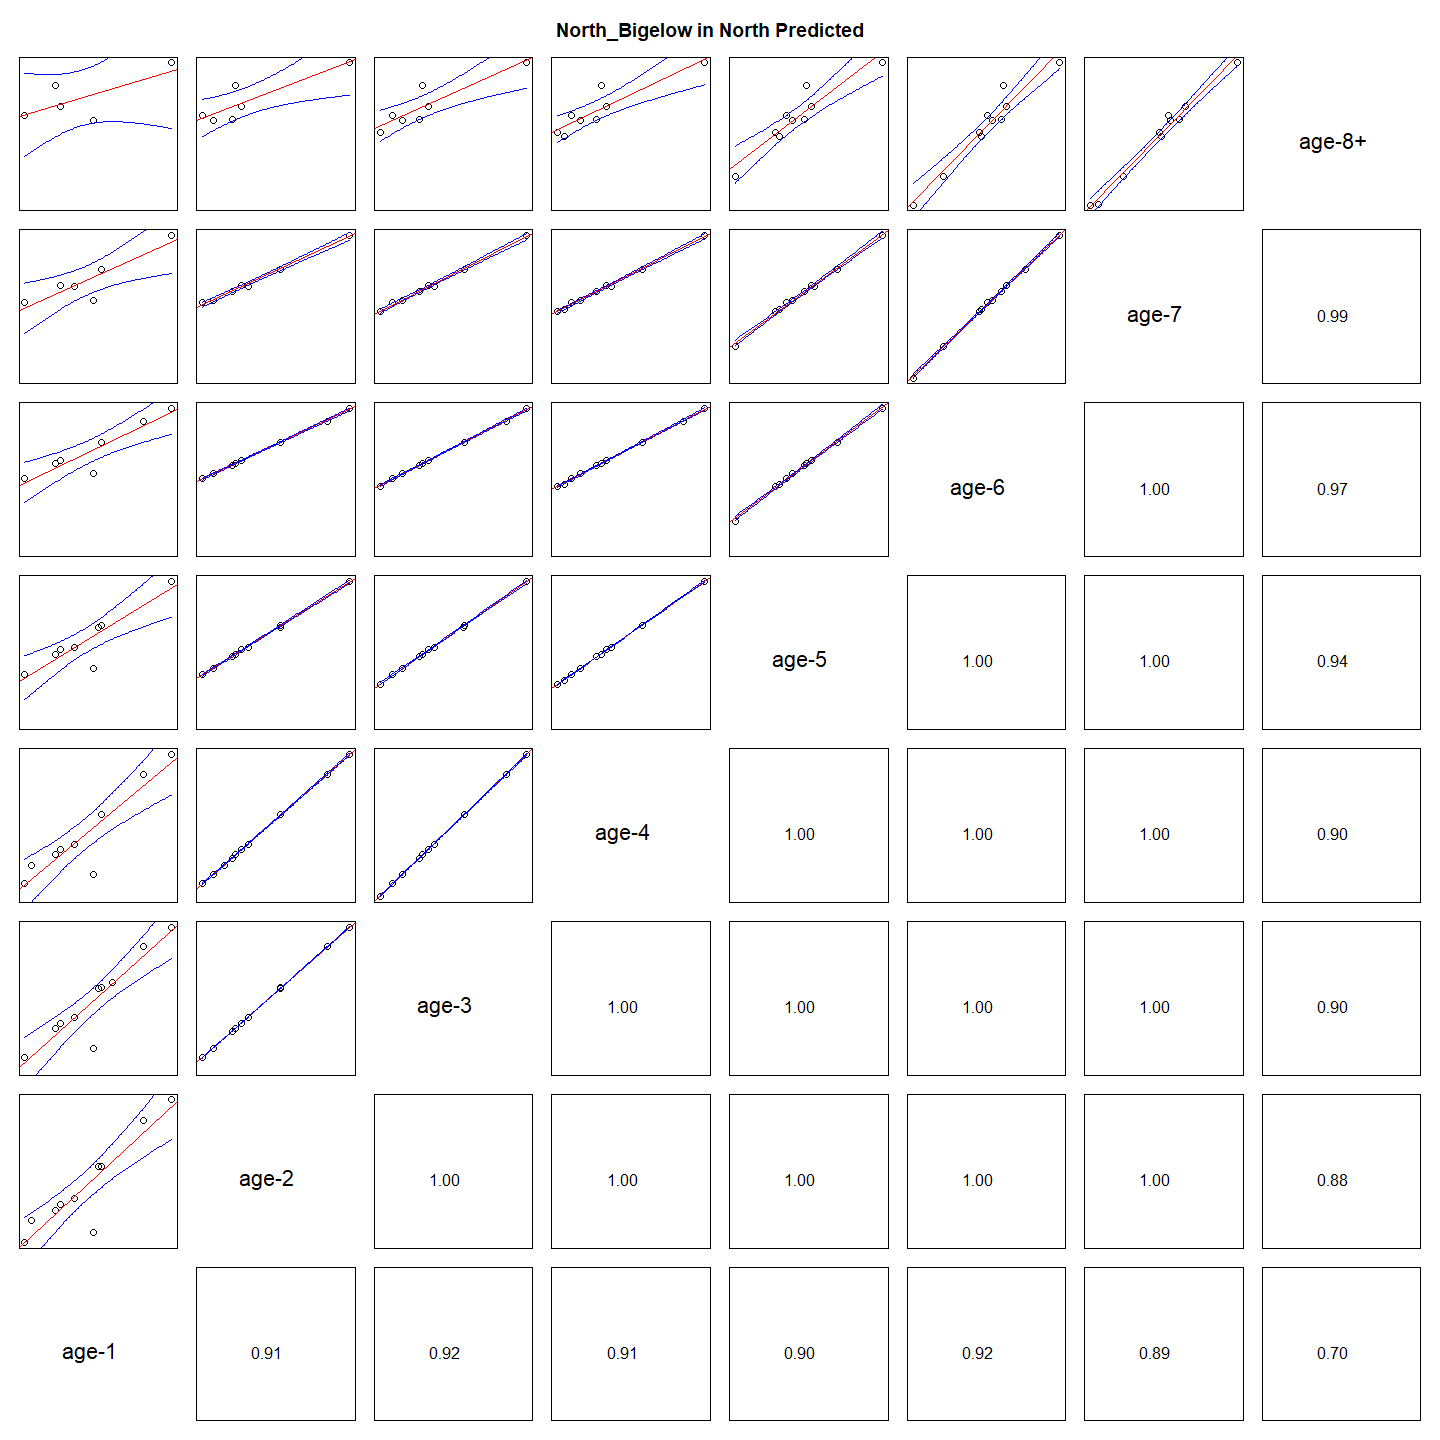 North_Bigelow in North Predicted
age-8+
age-7
0.99
age-6
1.00 0.97
age-5
1.00 1.00 0.94
age-4
1.00 1.00 1.00 0.90
age-3
1.00 1.00 1.00 1.00 0.90
age-2
1.00 1.00 1.00 1.00 1.00 0.88
age-1
0.91 0.92 0.91 0.90 0.92 0.89 0.70